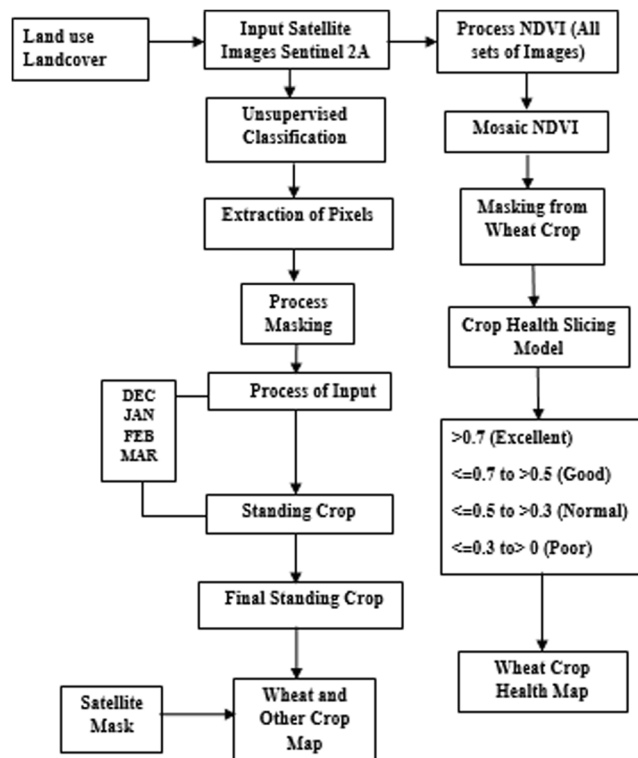 Land use
Landcover
Input Satellite
Images Sentinel 2A
Process NDVI (All
sets of Images)
Unsupervised
Classification
Mosaic NDVI
Extraction of Pixels
Masking from
Wheat Crop
Process
Masking
Crop Health Slicing
Model
DEC
JAN
FEB
MAR
Process of Input
>0.7 (Excellent)
<=0.7 to >0.5 (Good)
<=0.5 to >0.3 (Normal)
<=0.3 to> 0 (Poor)
Standing Crop
Final Standing Crop
Wheat Crop
Health Map
Satellite
Mask
Wheat and
Other Crop
Map